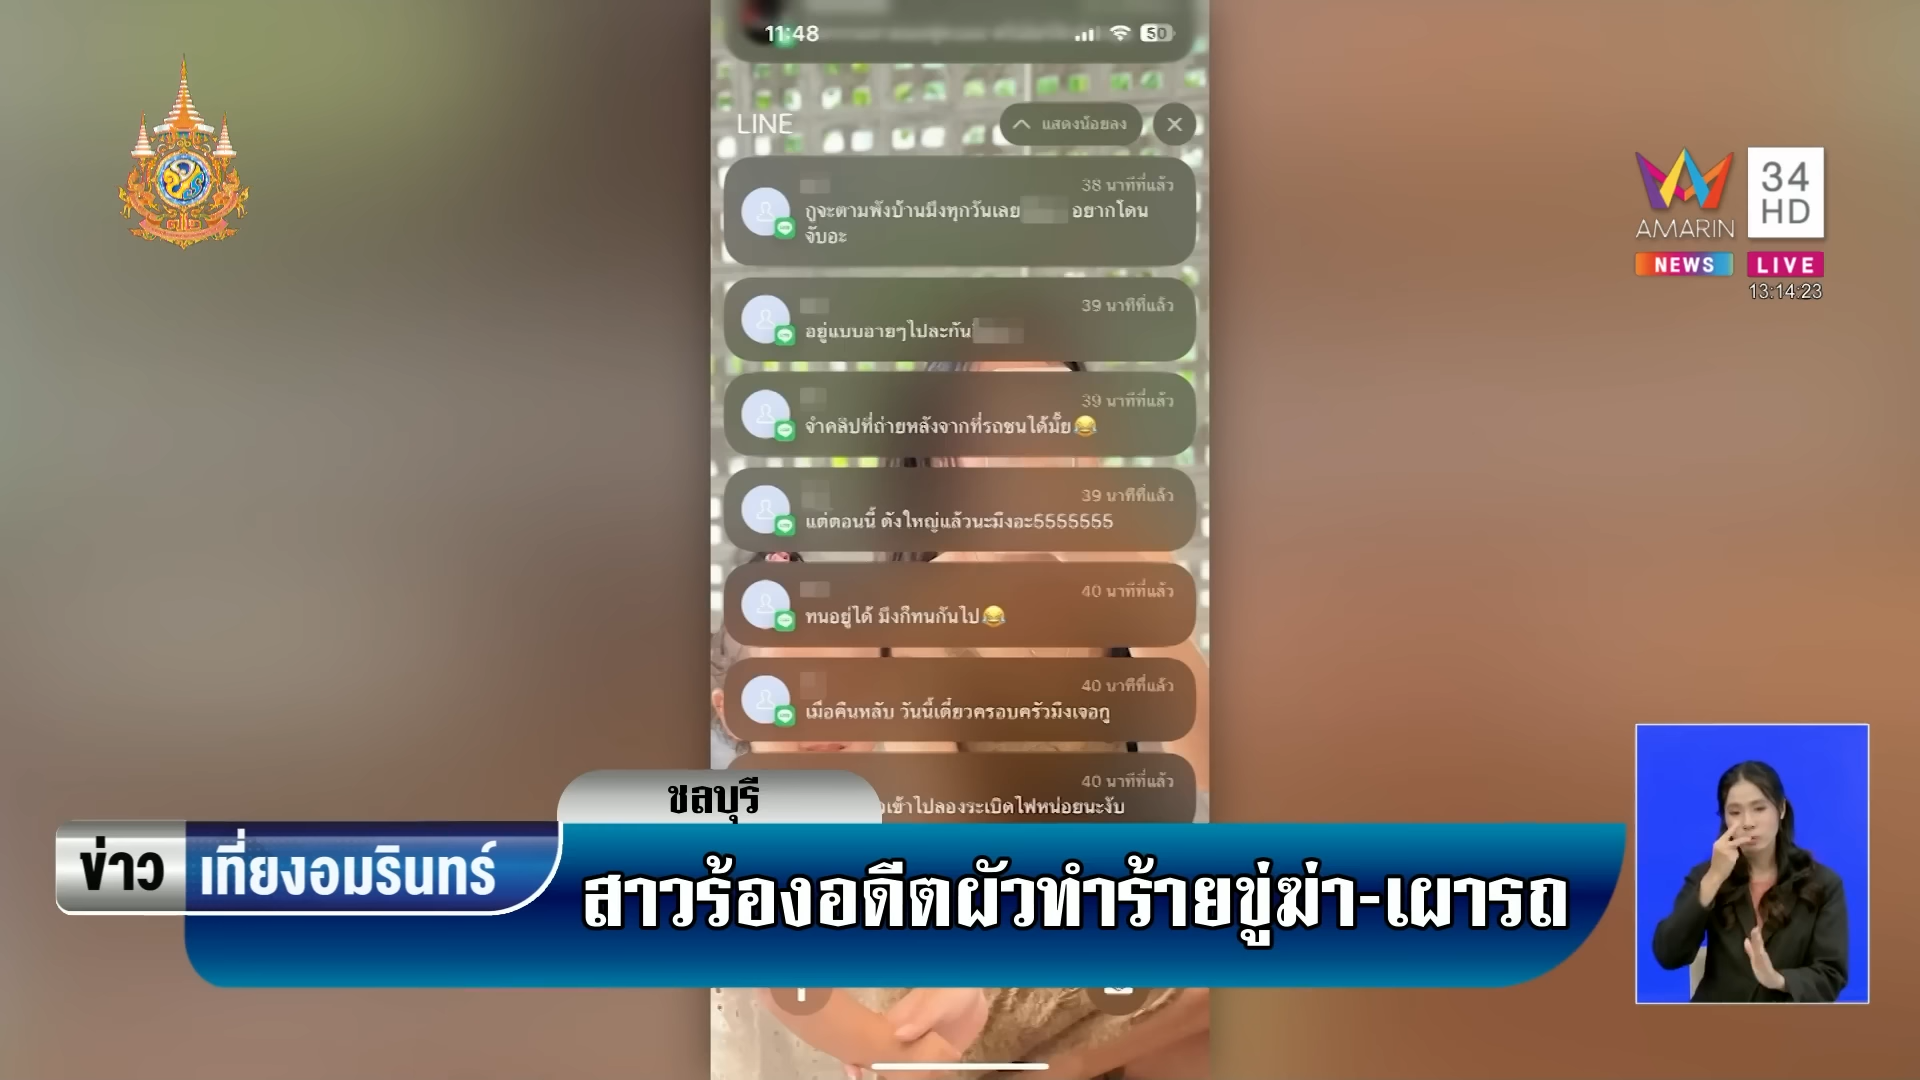 11:48
50
LINE
แสดงน้อยลง
38 นาทีที่แล้ว
กูจะตามพังบ้านมึงทุกวันเลย อยากโดน
จับอะ
39 นาทีที่แล้ว
อยู่แบบอายๆไปละกัน
39 นาทีที่แล้ว
จำคลิปที่ถ่ายหลังจากที่รถชนได้มั๊ย😂
39 นาทีที่แล้ว
แต่ตอนนี้ ดังใหญ่แล้วนะมึงอะ5555555
40 นาทีที่แล้ว
ทนอยู่ได้ มึงก็ทนกันไป😂
40 นาทีที่แล้ว
เมื่อคืนหลับ วันนี้เดี๋ยวครอบครัวมึงเจอกู
40 นาทีที่แล้ว
เข้าไปลองระเบิดไฟหน่อยนะงับ
AMARIN
34
HD
NEWS
LIVE
13:14:23
ชลบุรี
ข่าว
เที่ยงอมรินทร์
สาวร้องอดีตผัวทำร้ายขู่ฆ่า-เผารถ